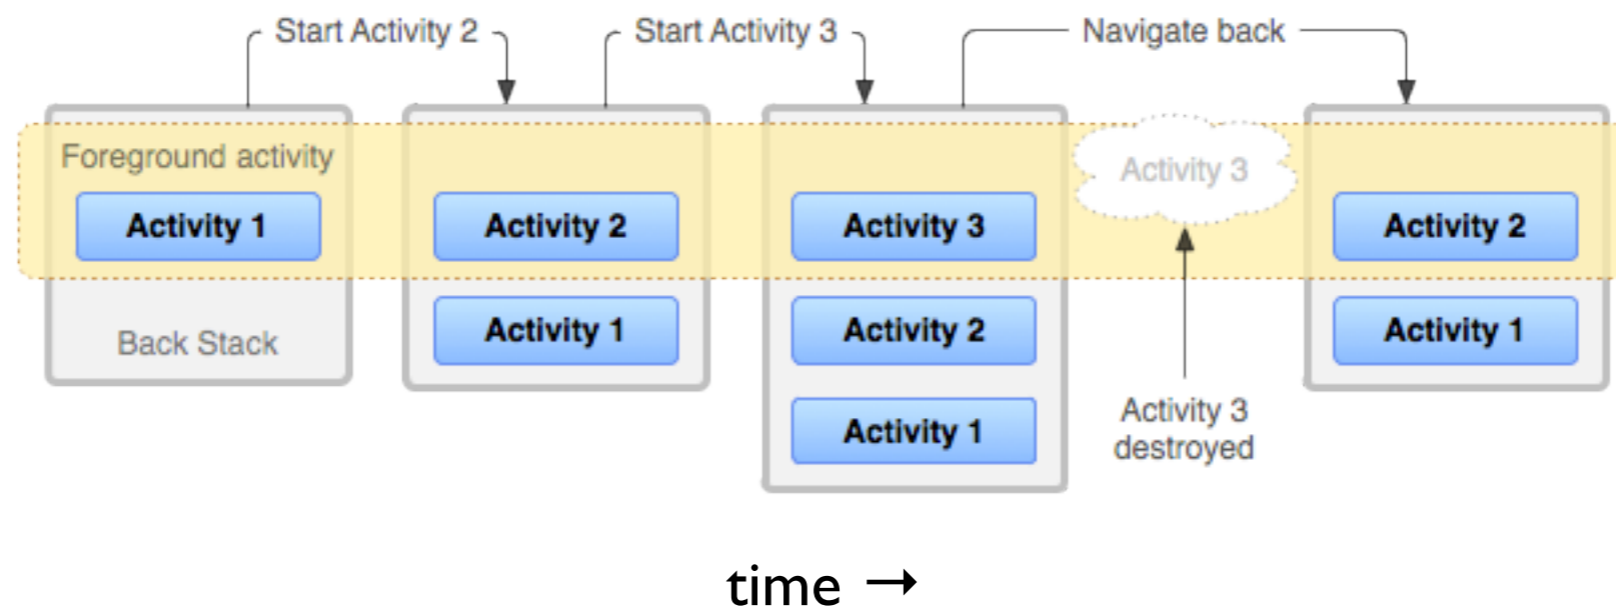 Start Activity 2
Start Activity 3
Navigate back
Foreground activity
Activity 1
Back Stack
Activity 2
Activity 1
Activity 3
Activity 2
Activity 1
Activity 3
Activity 3
destroyed
Activity 2
Activity 1
time →